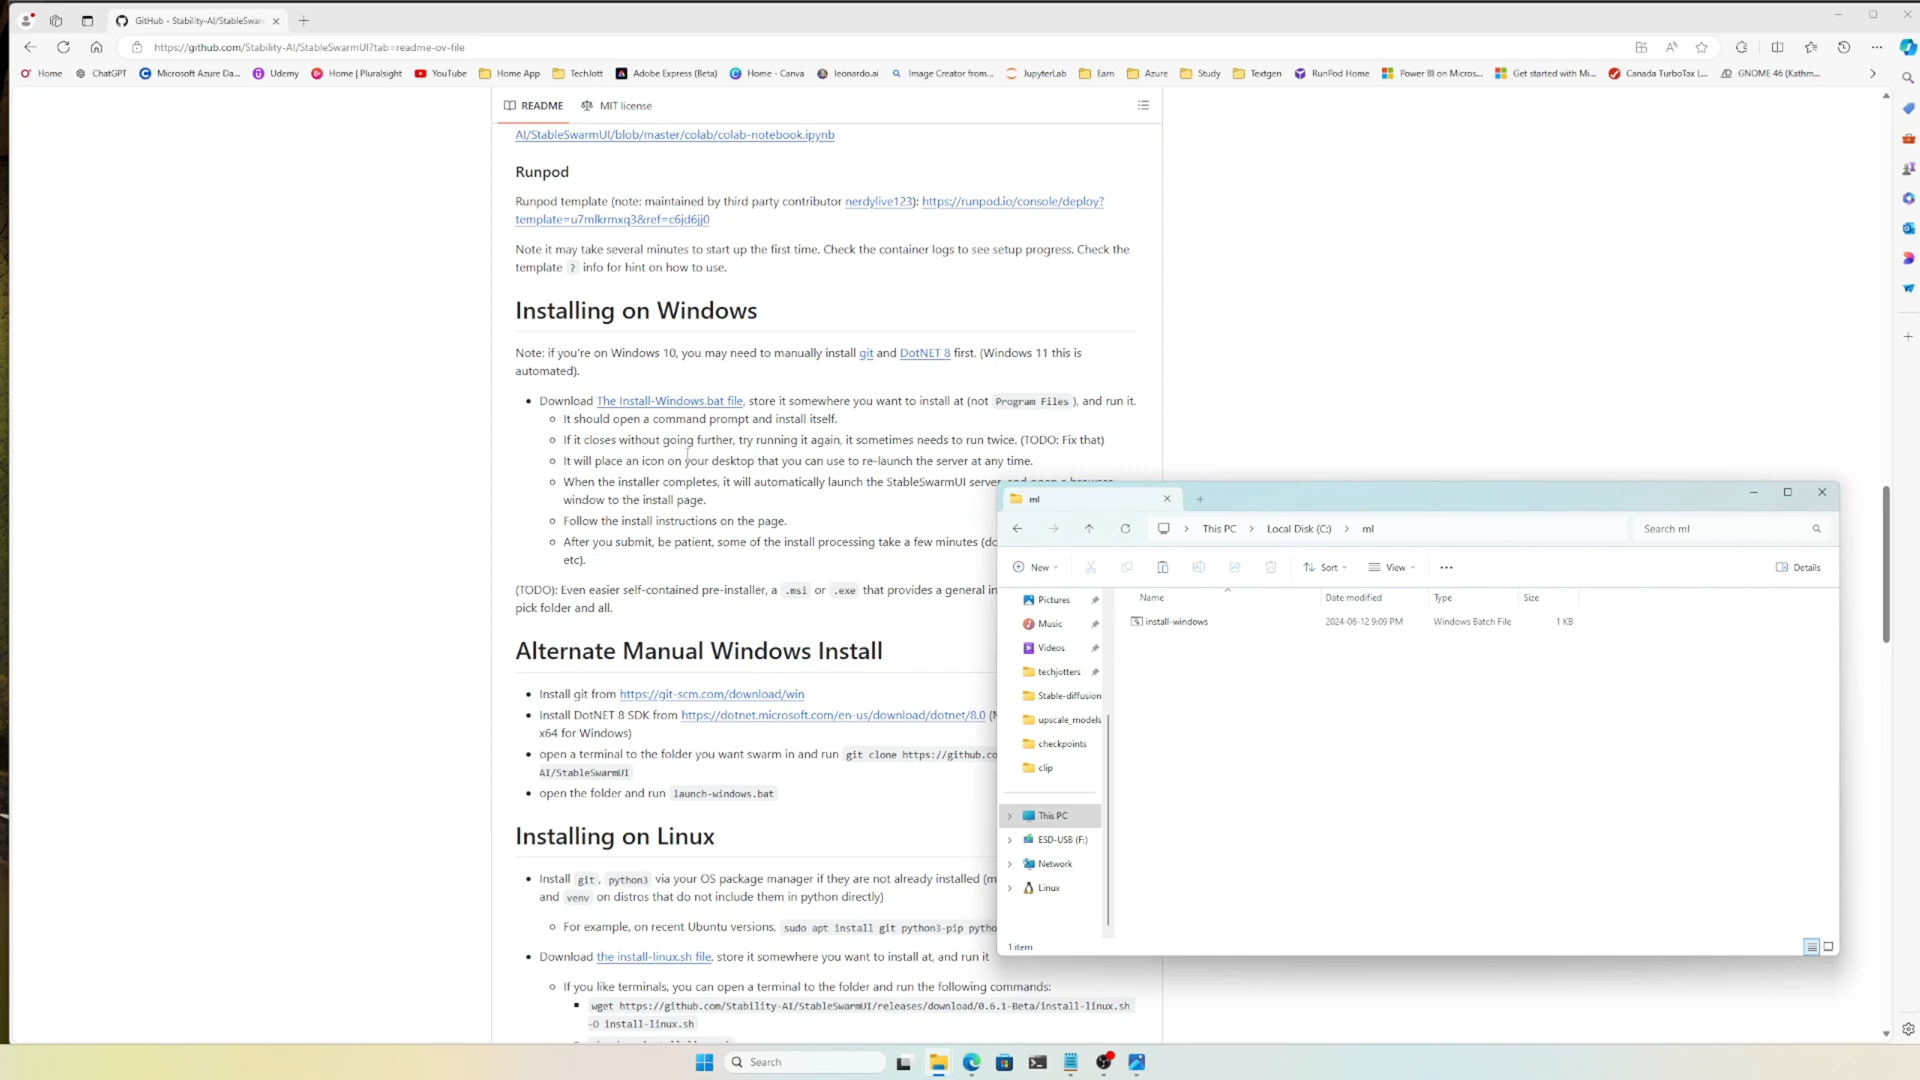 GitHub - Stability-AI/StableSwar
https://github.com/Stability-AI/StableSwarmUI?tab=readme-ov-file
Home ChatGPT Microsoft Azure Da... Udemy Home | Pluralsight YouTube Home App TechJott Adobe Express (Beta) Home - Canva leonardo.ai Image Creator from... JupyterLab Earn Azure Study Textgen RunPod Home Power BI on Micros... Get started with Mi... Canada TurboTax L... GNOME 46 (Kathm...
README MIT license
AI/StableSwarmUI/blob/master/colab/colab-notebook.ipynb
Runpod
Runpod template (note: maintained by third party contributor nerdylive123): https://runpod.io/console/deploy?
template=u7mlkrmxq3&ref=c6jd6jj0
Note it may take several minutes to start up the first time. Check the container logs to see setup progress. Check the
template ? info for hint on how to use.
Installing on Windows
Note: if you're on Windows 10, you may need to manually install git and DotNET 8 first. (Windows 11 this is
automated).
Download The Install-Windows.bat file, store it somewhere you want to install at (not Program Files ), and run it.
It should open a command prompt and install itself.
If it closes without going further, try running it again, it sometimes needs to run twice. (TODO: Fix that)
It will place an icon on your desktop that you can use to re-launch the server at any time.
When the installer completes, it will automatically launch the StableSwarmUI server,
window to the install page.
Follow the install instructions on the page.
After you submit, be patient, some of the install processing take a few minutes (do
etc).
(TODO): Even easier self-contained pre-installer, a .msi or .exe that provides a general in
pick folder and all.
Alternate Manual Windows Install
Install git from https://git-scm.com/download/win
Install DotNET 8 SDK from https://dotnet.microsoft.com/en-us/download/dotnet/8.0 (M
x64 for Windows)
open a terminal to the folder you want swarm in and run git clone https://github.co
AI/StableSwarmUI
open the folder and run launch-windows.bat
Installing on Linux
Install git, python3 via your OS package manager if they are not already installed (m
and venv on distros that do not include them in python directly)
For example, on recent Ubuntu versions, sudo apt install git python3-pip pytho
Download the install-linux.sh file, store it somewhere you want to install at, and run it
If you like terminals, you can open a terminal to the folder and run the following commands:
wget https://github.com/Stability-AI/StableSwarmUI/releases/download/0.6.1-Beta/install-linux.sh
-O install-linux.sh
ml
This PC Local Disk (C:) ml Search ml
New Sort View Details
Name Date modified Type Size
install-windows 2024-06-12 9:09 PM Windows Batch File 1 KB
Pictures
Music
Videos
techjotters
Stable-diffusion
upscale_models
checkpoints
clip
This PC
ESD-USB (F:)
Network
Linux
1 item
Search